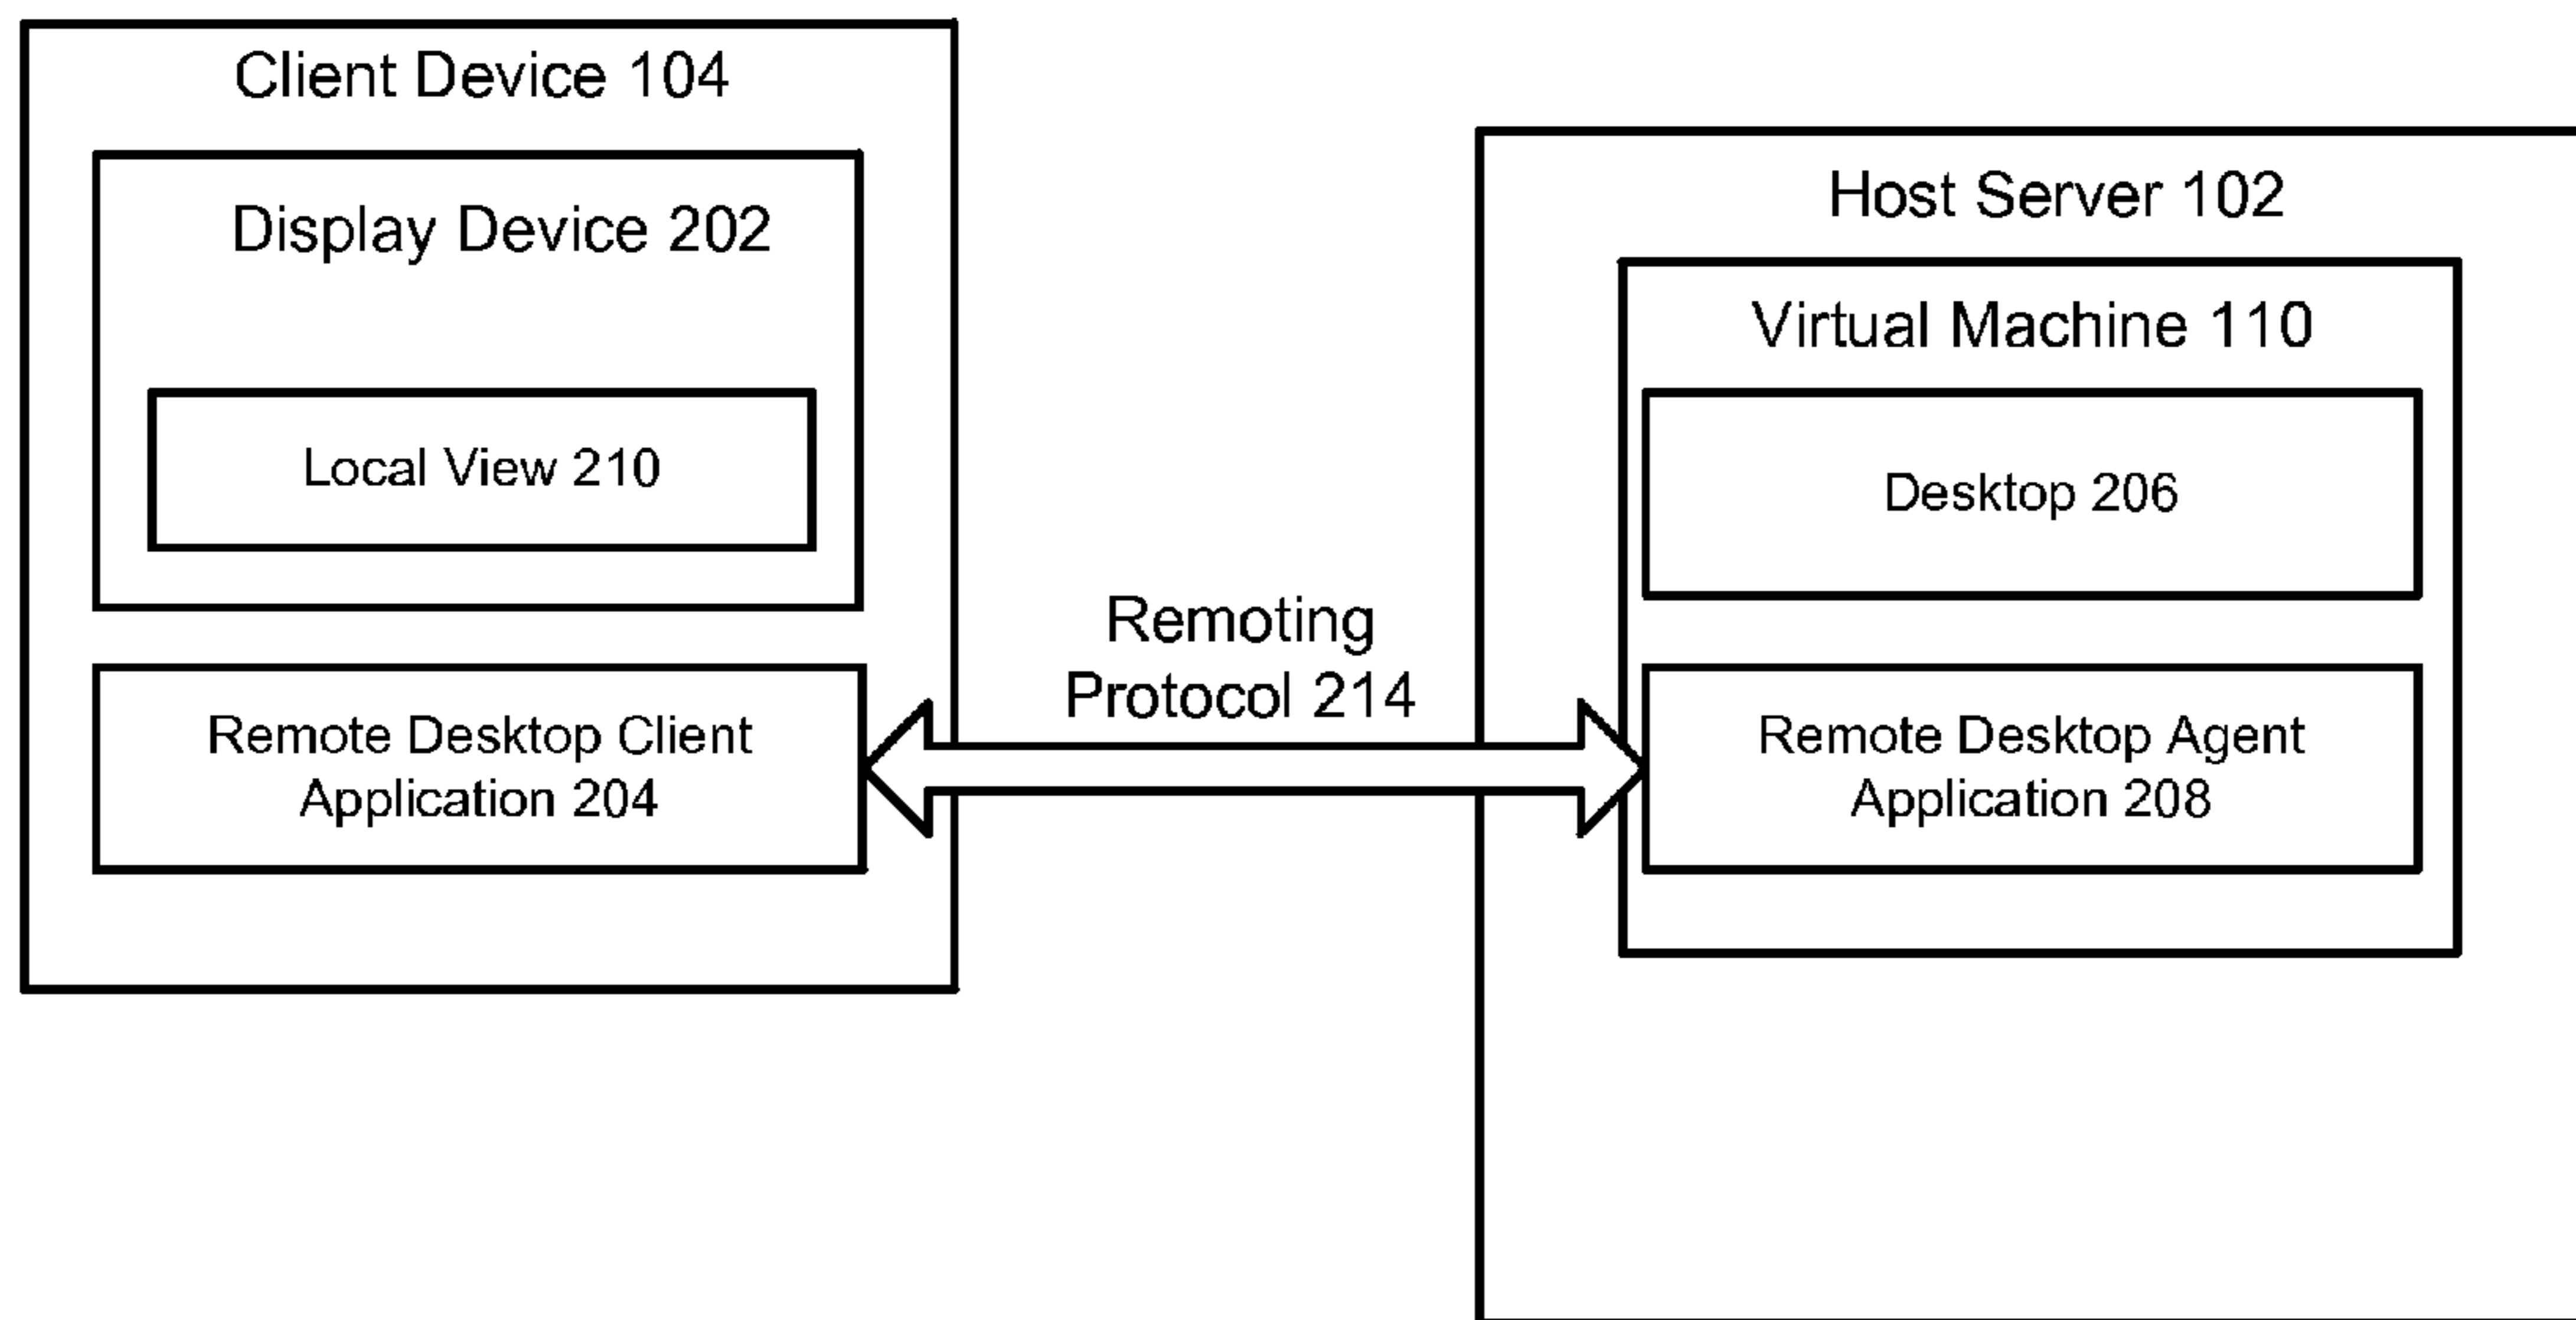 Client Device 104
Display Device 202
Local View 210
Remote Desktop Client
Application 204
Remoting
Protocol 214
Host Server 102
Virtual Machine 110
Desktop 206
Remote Desktop Agent
Application 208